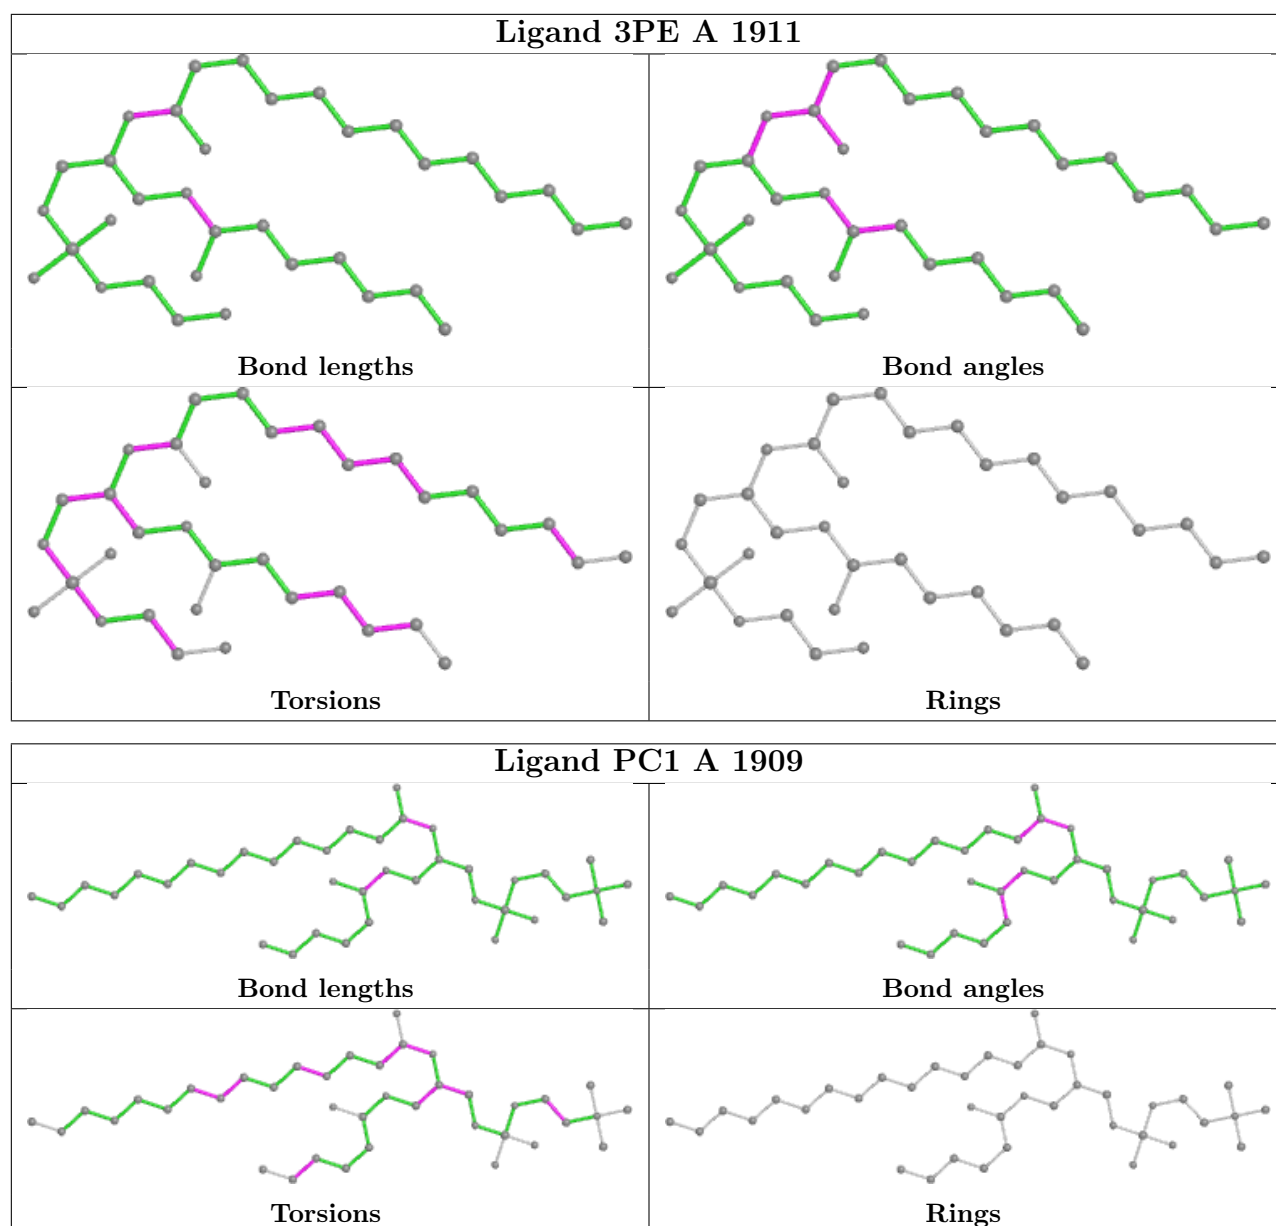 Ligand 3PE A 1911
Bond lengths
Bond angles
Torsions
Rings
Ligand PC1 A 1909
Bond lengths
Bond angles
Torsions
Rings